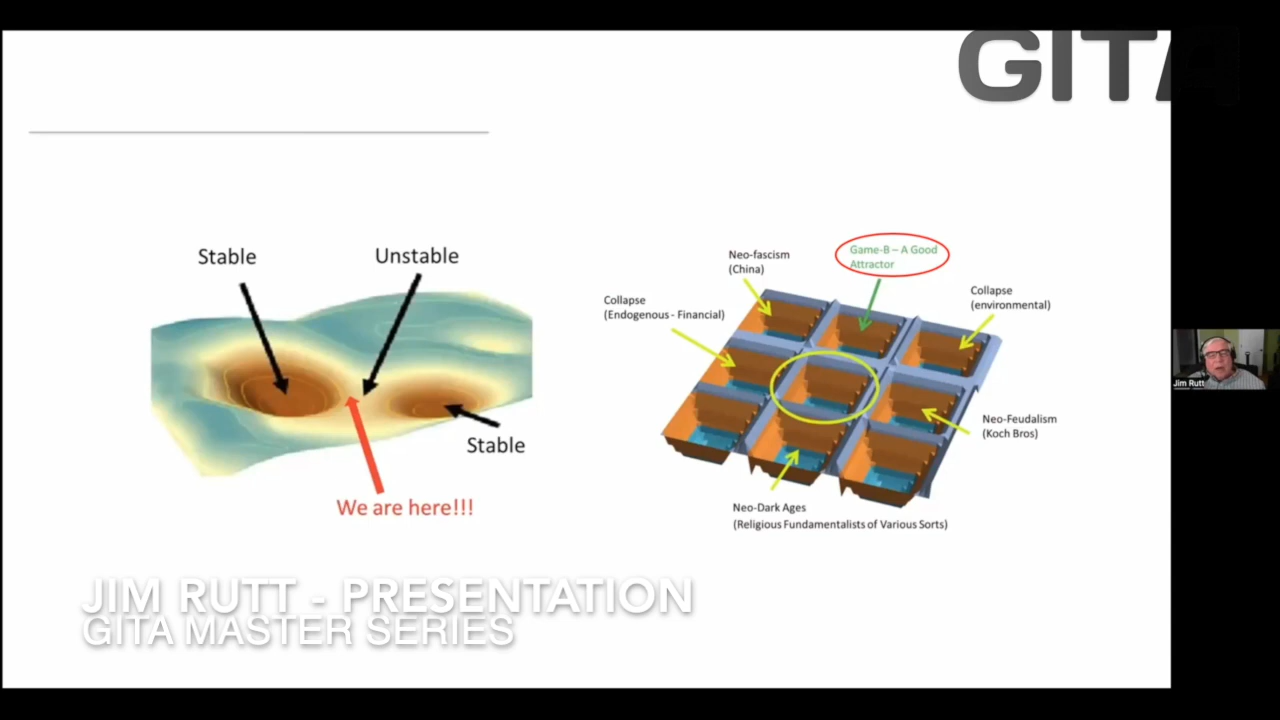 GITA
Stable
Unstable
Stable
We are here!!!
Neo-fascism
(China)
Game-B – A Good
Attractor
Collapse
(environmental)
Collapse
(Endogenous - Financial)
Neo-Feudalism
(Koch Bros)
Neo-Dark Ages
(Religious Fundamentalists of Various Sorts)
JIM RUTT - PRESENTATION
GITA MASTER SERIES
Jim Rutt